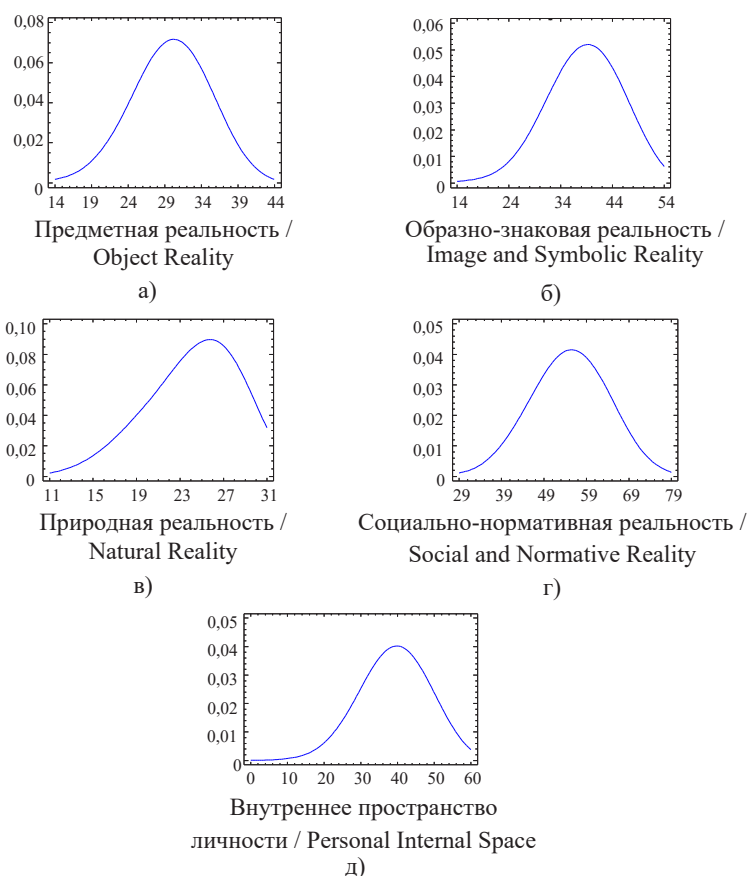 0,08
0,06
0,04
0,02
0
14 19 24 29 34 39 44
Предметная реальность /
Object Reality
а)
0,06
0,05
0,04
0,03
0,02
0,01
0
14 24 34 44 54
Образно-знаковая реальность /
Image and Symbolic Reality
б)
0,10
0,08
0,06
0,04
0,02
0
11 15 19 23 27 31
Природная реальность /
Natural Reality
в)
0,05
0,04
0,03
0,02
0,01
0
29 39 49 59 69 79
Социально-нормативная реальность /
Social and Normative Reality
г)
0,05
0,04
0,03
0,02
0,01
0
0 10 20 30 40 50 60
Внутреннее пространство
личности / Personal Internal Space
д)